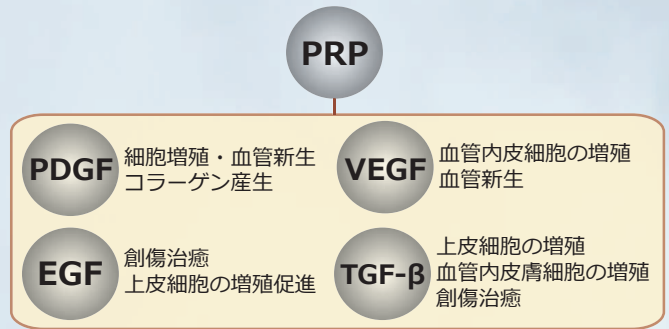 PRP
PDGF
細胞増殖・血管新生
コラーゲン産生
VEGF
血管内皮細胞の増殖
血管新生
EGF
創傷治癒
上皮細胞の増殖促進
TGF-β
上皮細胞の増殖
血管内皮膚細胞の増殖
創傷治癒